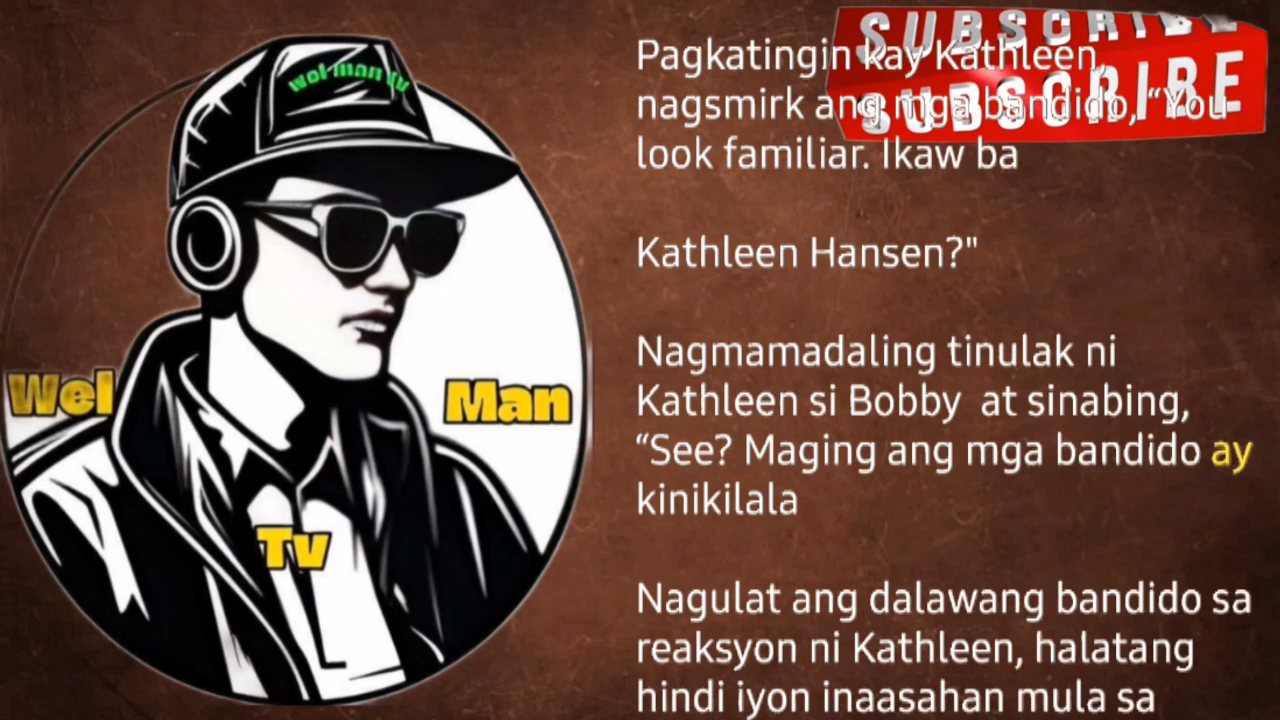 wel man tv
Wel
Man
Tv
SUBSCRIBE
SUBSCRIBE
Pagkatingin kay Kathleen,
nagsmirk ang mga bandido, “You
look familiar. Ikaw ba
Kathleen Hansen?"
Nagmamadaling tinulak ni
Kathleen si Bobby at sinabing,
“See? Maging ang mga bandido ay
kinikilala
Nagulat ang dalawang bandido sa
reaksyon ni Kathleen, halatang
hindi iyon inaasahan mula sa